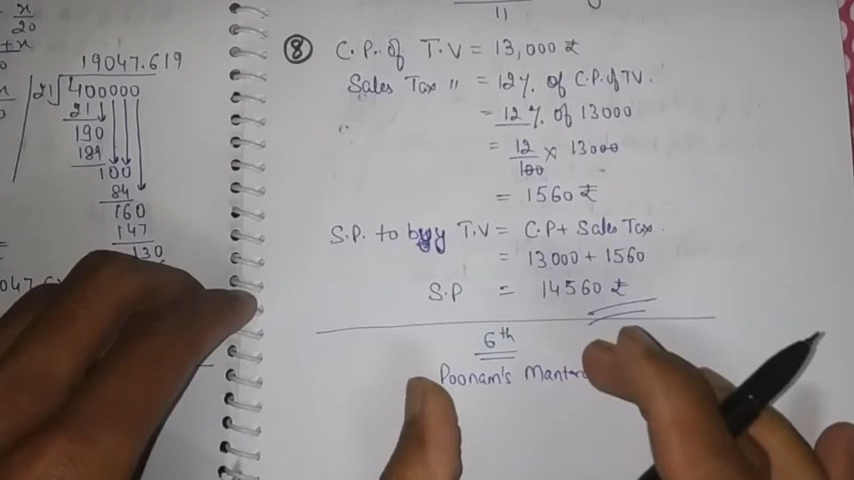 x
20
+ x
19047.619
21 √400000
21
190
189
100
84
160
147
130
11
8 C.P. of T.V = 13,000 ₹
Sales Tax " = 12% of C.P. of TV.
= 12 % of 13000
= 12/100 x 13000
= 1560 ₹
S.P. to buy T.V = C.P + Sales Tax.
= 13000 + 1560
S.P = 14560 ₹
6th
Poonam's